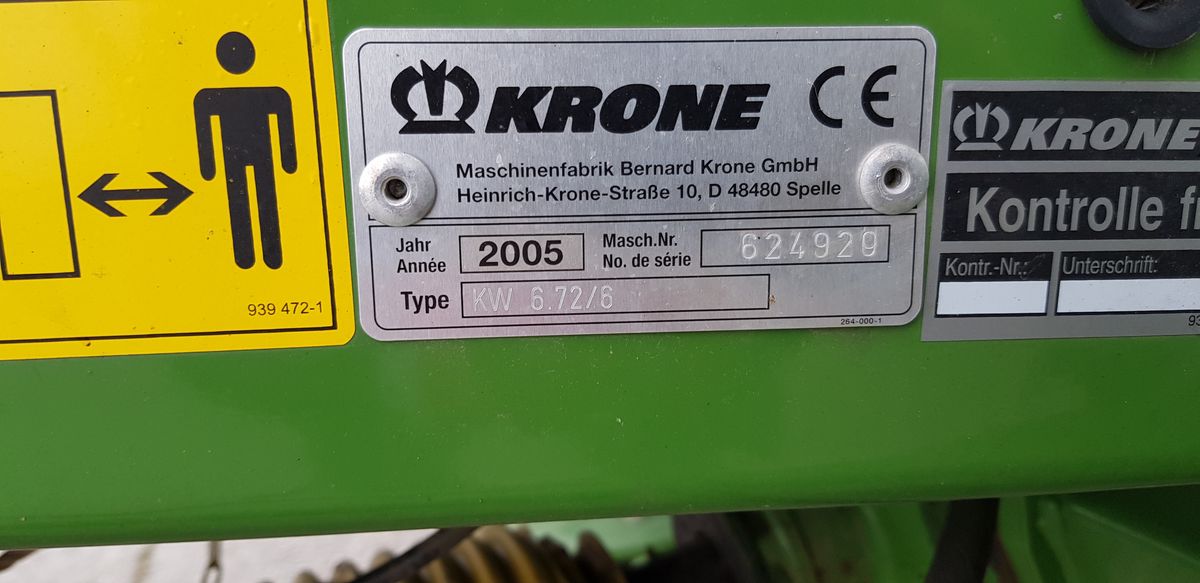 KRONE
CE
Maschinenfabrik Bernard Krone GmbH
Heinrich-Krone-Straße 10, D 48480 Spelle
Jahr
Année
2005
Masch.Nr.
No. de série
624920
Type
KW 6.72/6
264-000-1
939 472-1
KRONE
Kontrolle
Kontr.-Nr.:
Unterschrift: